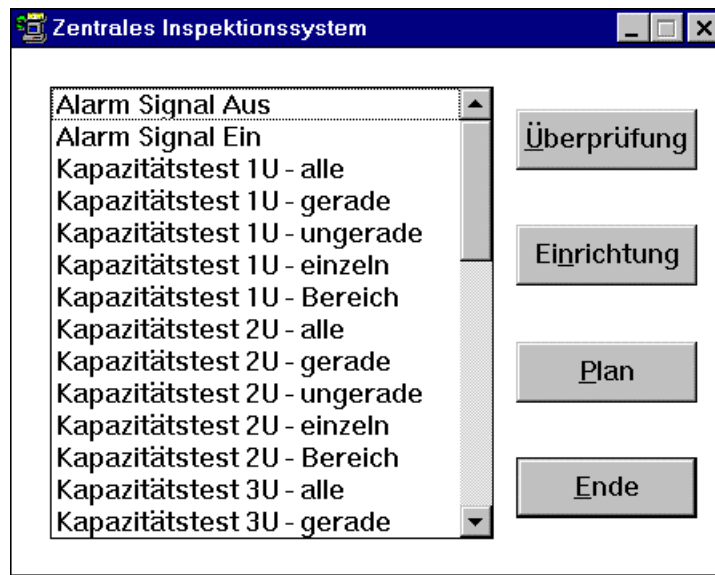 Zentrales Inspektionssystem
Alarm Signal Aus
Alarm Signal Ein
Kapazitätstest 1U - alle
Kapazitätstest 1U - gerade
Kapazitätstest 1U - ungerade
Kapazitätstest 1U - einzeln
Kapazitätstest 1U - Bereich
Kapazitätstest 2U - alle
Kapazitätstest 2U - gerade
Kapazitätstest 2U - ungerade
Kapazitätstest 2U - einzeln
Kapazitätstest 2U - Bereich
Kapazitätstest 3U - alle
Kapazitätstest 3U - gerade
Überprüfung
Einrichtung
Plan
Ende